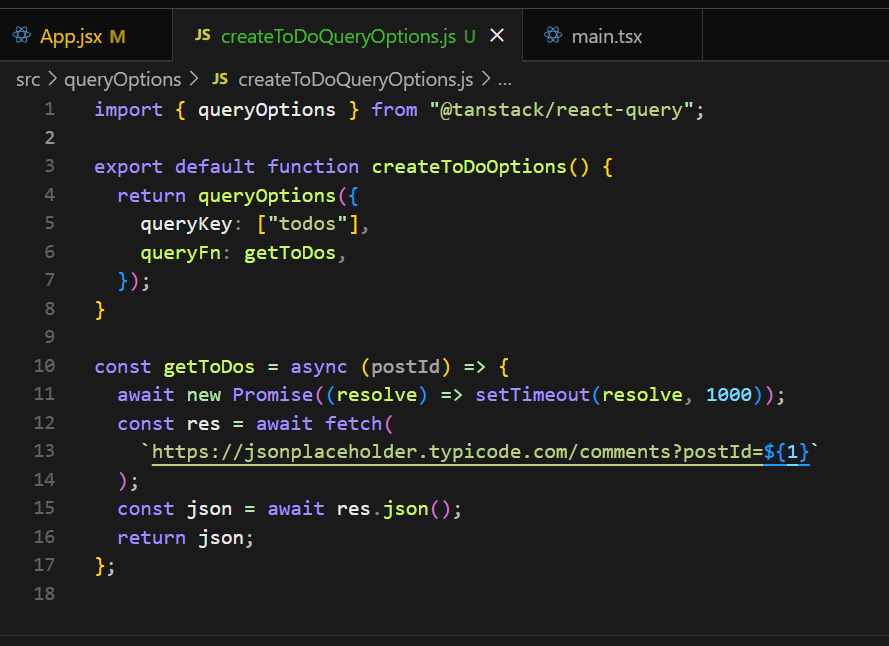 App.jsx M JS createToDoQueryOptions.js U main.tsx
src > queryOptions > JS createToDoQueryOptions.js > ...
1 import { queryOptions } from "@tanstack/react-query";
2
3 export default function createToDoOptions() {
4   return queryOptions({
5     queryKey: ["todos"],
6     queryFn: getToDos,
7   });
8 }
9
10 const getToDos = async (postId) => {
11   await new Promise((resolve) => setTimeout(resolve, 1000));
12   const res = await fetch(
13     `https://jsonplaceholder.typicode.com/comments?postId=${1}`
14   );
15   const json = await res.json();
16   return json;
17 };
18